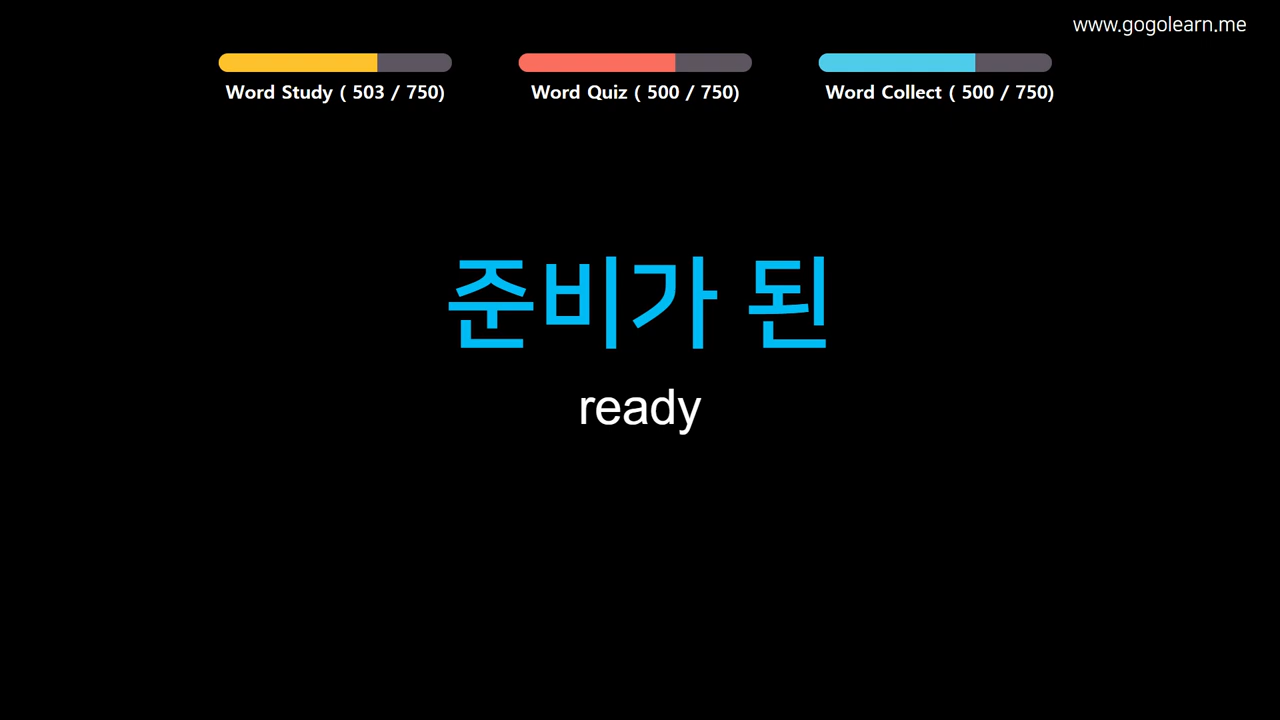 www.gogolearn.me
Word Study ( 503 / 750)
Word Quiz ( 500 / 750)
Word Collect ( 500 / 750)
준비가 된
ready